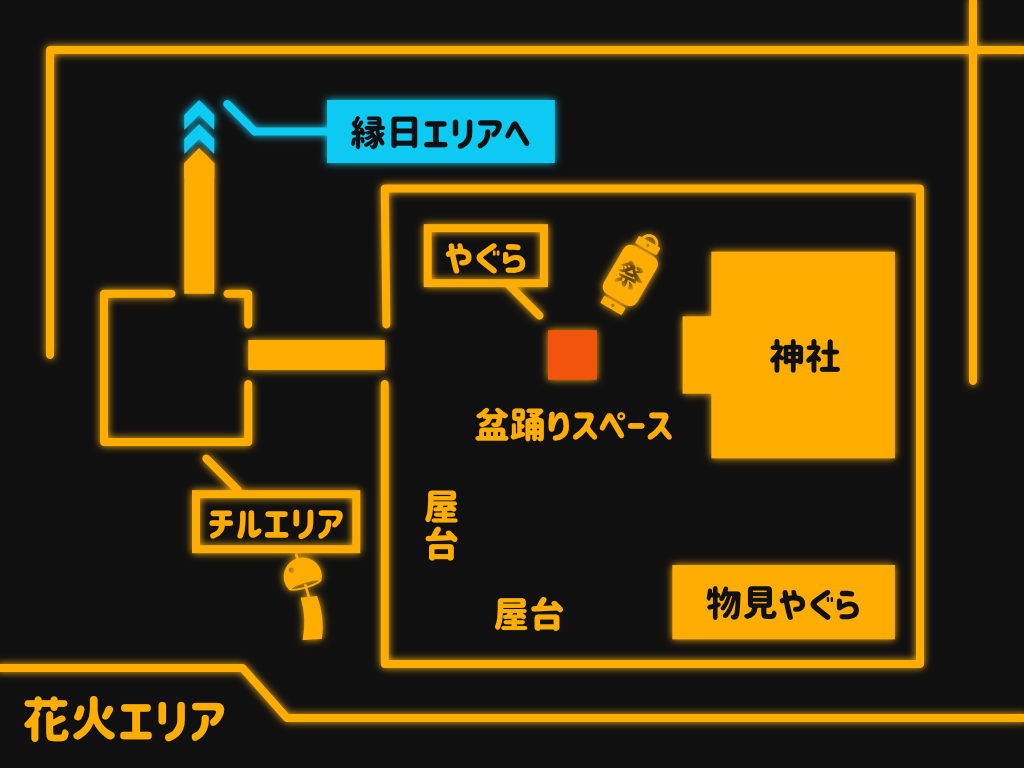 縁日エリアへ
やぐら
祭
神社
盆踊りスペース
屋台
チルエリア
屋台
物見やぐら
花火エリア